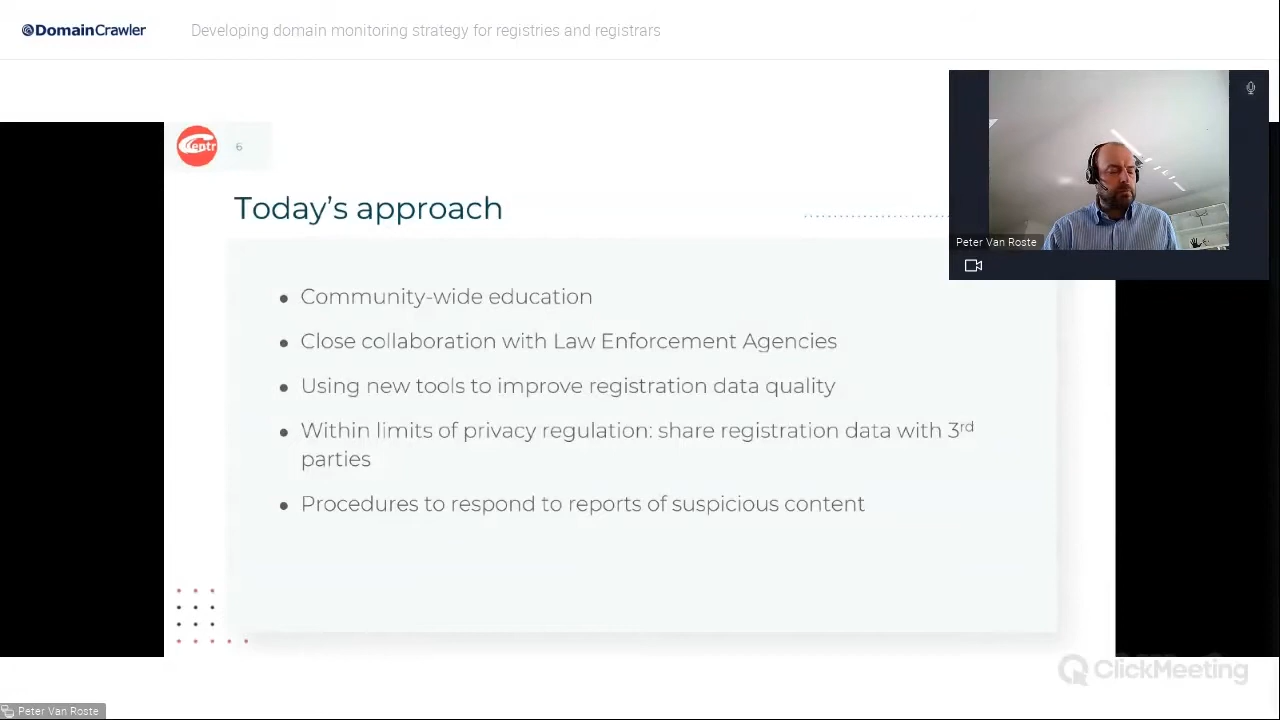 DomainCrawler
Developing domain monitoring strategy for registries and registrars
Centr
6
Today's approach
Peter Van Roste
• Community-wide education
• Close collaboration with Law Enforcement Agencies
• Using new tools to improve registration data quality
• Within limits of privacy regulation: share registration data with 3rd
parties
• Procedures to respond to reports of suspicious content
ClickMeeting
Peter Van Roste